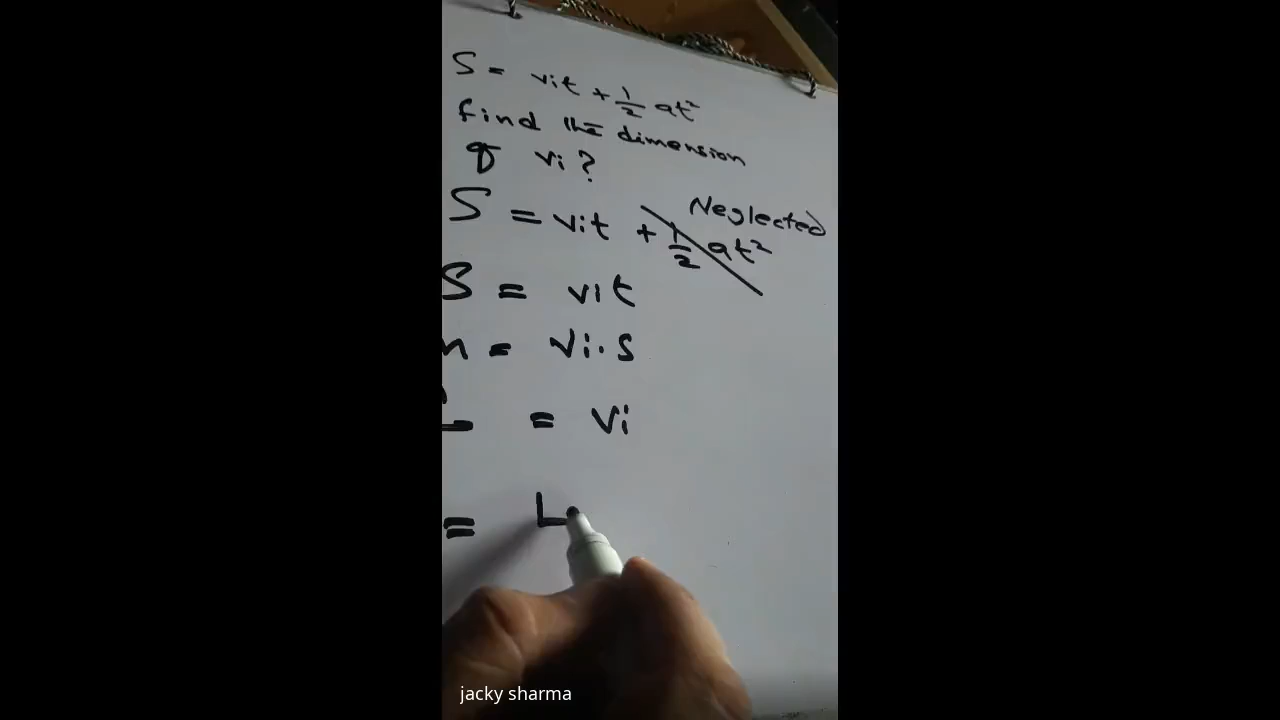 S = vit + 1/2 at²
find the dimension
of vi?
S = vit + 1/2 at²
Neglected
S = vit
m = vi.s
L = vi
= L
jacky sharma